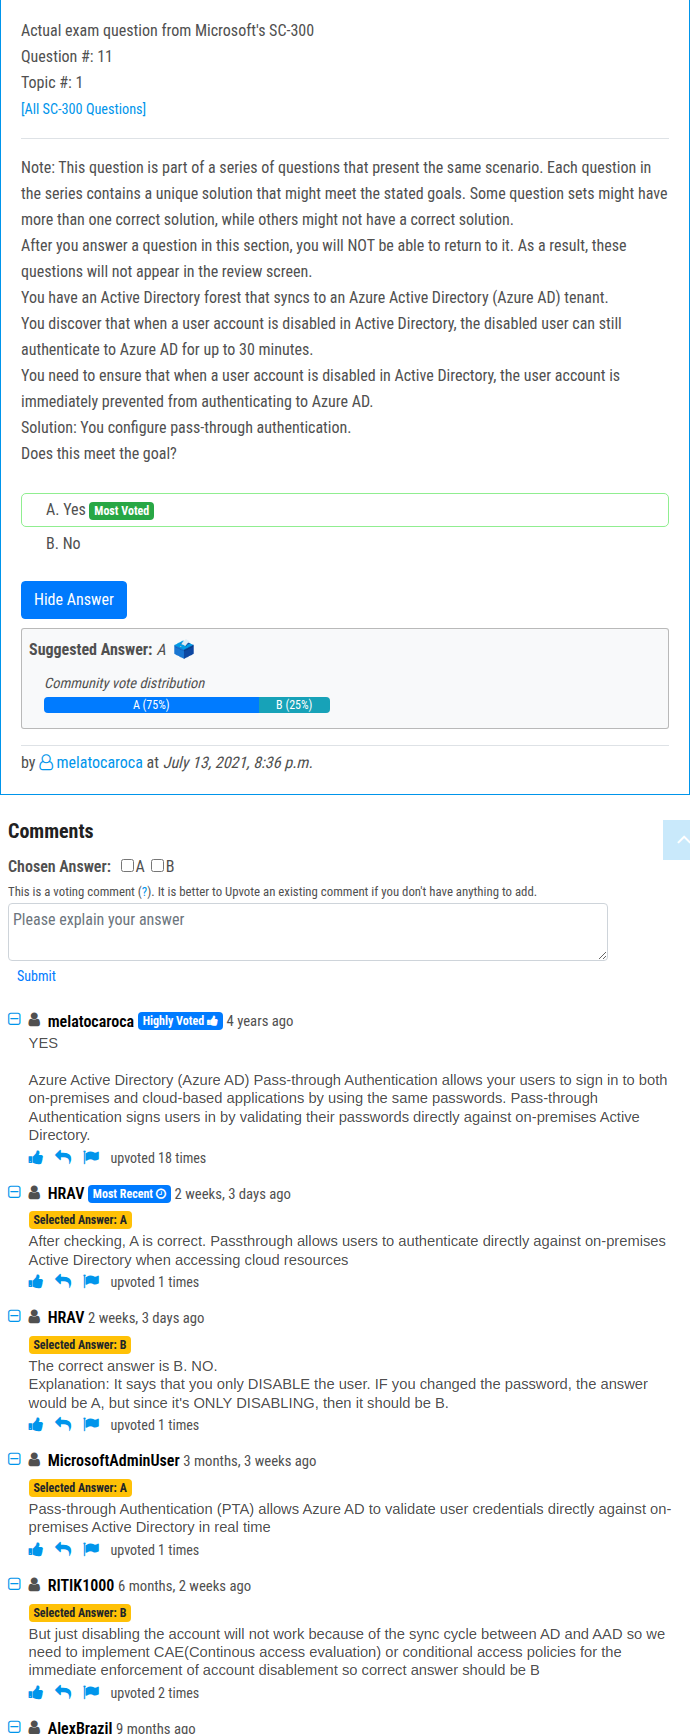 Actual exam question from Microsoft's SC-300
Question #: 11
Topic #: 1
[All SC-300 Questions]
Note: This question is part of a series of questions that present the same scenario. Each question in
the series contains a unique solution that might meet the stated goals. Some question sets might have
more than one correct solution, while others might not have a correct solution.
After you answer a question in this section, you will NOT be able to return to it. As a result, these
questions will not appear in the review screen.
You have an Active Directory forest that syncs to an Azure Active Directory (Azure AD) tenant.
You discover that when a user account is disabled in Active Directory, the disabled user can still
authenticate to Azure AD for up to 30 minutes.
You need to ensure that when a user account is disabled in Active Directory, the user account is
immediately prevented from authenticating to Azure AD.
Solution: You configure pass-through authentication.
Does this meet the goal?
A. Yes Most Voted
B. No
Hide Answer
Suggested Answer: A
Community vote distribution
A (75%) B (25%)
by melatocaroca at July 13, 2021, 8:36 p.m.
Comments
Chosen Answer: A B
This is a voting comment (?). It is better to Upvote an existing comment if you don't have anything to add.
Please explain your answer
Submit
melatocaroca Highly Voted 4 years ago
YES
Azure Active Directory (Azure AD) Pass-through Authentication allows your users to sign in to both
on-premises and cloud-based applications by using the same passwords. Pass-through
Authentication signs users in by validating their passwords directly against on-premises Active
Directory.
upvoted 18 times
HRAV Most Recent 2 weeks, 3 days ago
Selected Answer: A
After checking, A is correct. Passthrough allows users to authenticate directly against on-premises
Active Directory when accessing cloud resources
upvoted 1 times
HRAV 2 weeks, 3 days ago
Selected Answer: B
The correct answer is B. NO.
Explanation: It says that you only DISABLE the user. IF you changed the password, the answer
would be A, but since it's ONLY DISABLING, then it should be B.
upvoted 1 times
MicrosoftAdminUser 3 months, 3 weeks ago
Selected Answer: A
Pass-through Authentication (PTA) allows Azure AD to validate user credentials directly against on-
premises Active Directory in real time
upvoted 1 times
RITIK1000 6 months, 2 weeks ago
Selected Answer: B
But just disabling the account will not work because of the sync cycle between AD and AAD so we
need to implement CAE(Continous access evaluation) or conditional access policies for the
immediate enforcement of account disablement so correct answer should be B
upvoted 2 times
AlexBrazil 9 months ago